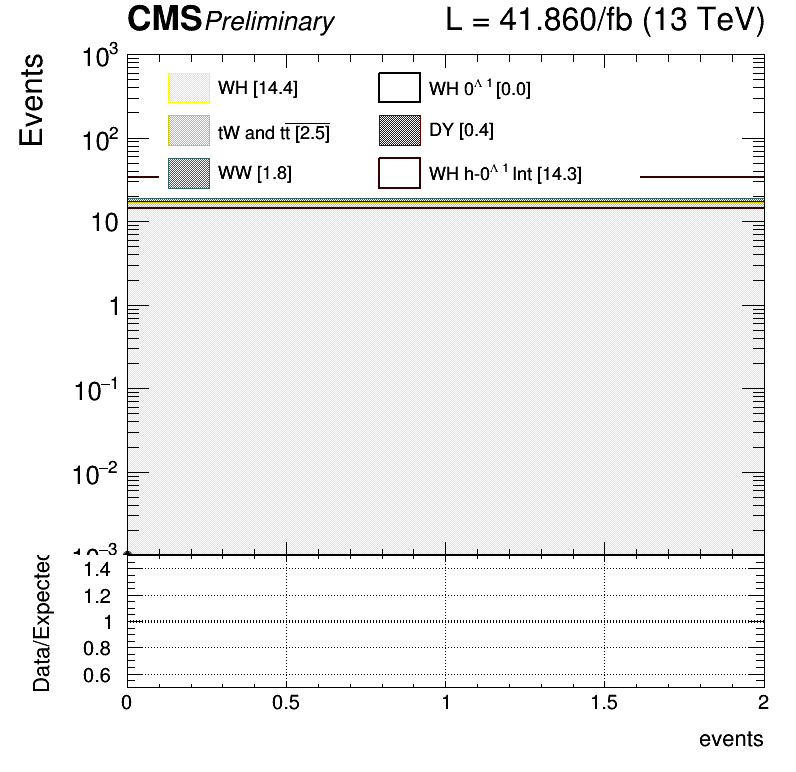 CMS Preliminary L = 41.860/fb (13 TeV)
Events
10³
10²
10
1
10⁻¹
10⁻²
10⁻³
WH [14.4]
WH 0^Λ1 [0.0]
tW and tt̅ [2.5]
DY [0.4]
WW [1.8]
WH h-0^Λ1 Int [14.3]
Data/Expected
1.4
1.2
1
0.8
0.6
0 0.5 1 1.5 2
events